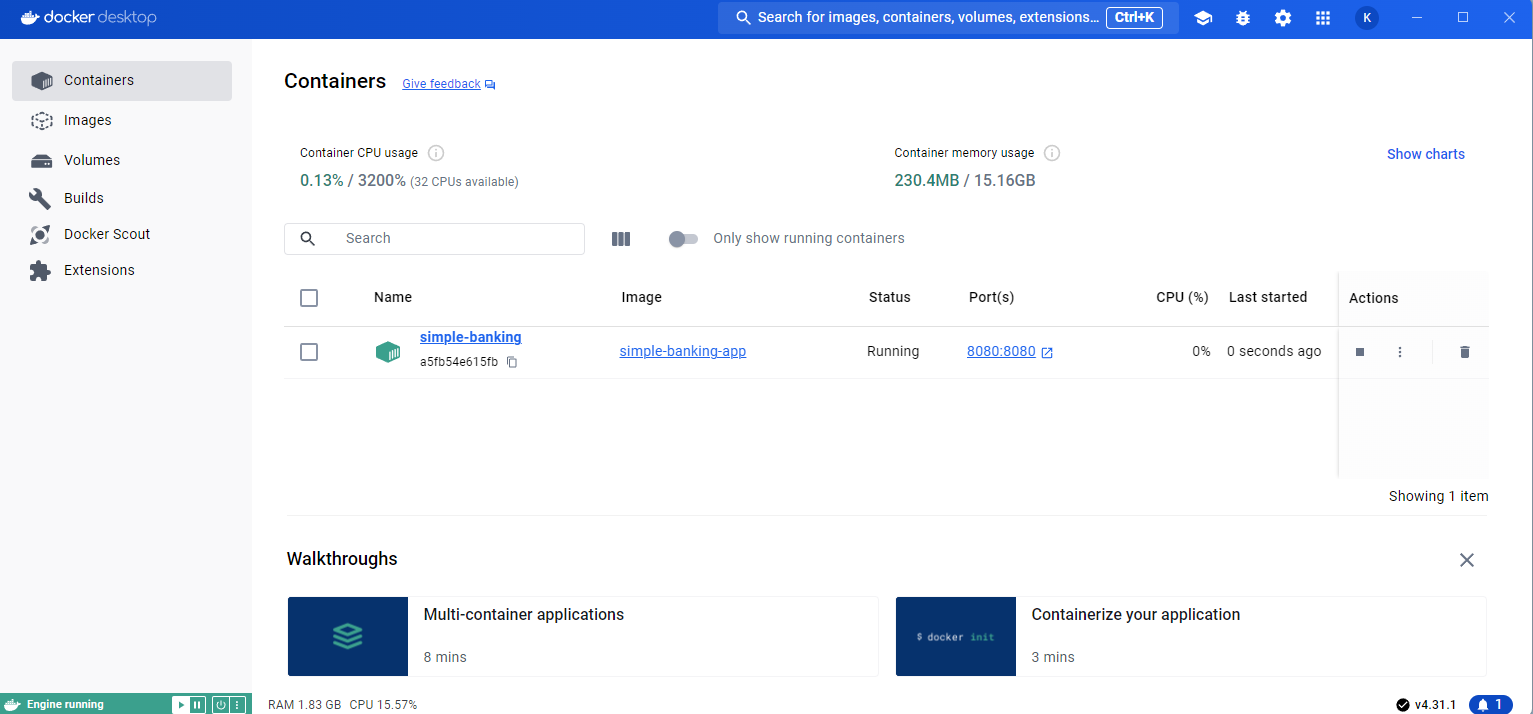 docker desktop
Search for images, containers, volumes, extensions... Ctrl+K
K
Containers
Images
Volumes
Builds
Docker Scout
Extensions
Containers Give feedback
Container CPU usage
0.13% / 3200% (32 CPUs available)
Container memory usage
230.4MB / 15.16GB
Show charts
Search
Only show running containers
Name Image Status Port(s) CPU (%) Last started Actions
simple-banking
a5fb54e615fb
simple-banking-app Running 8080:8080 0% 0 seconds ago
Showing 1 item
Walkthroughs
Multi-container applications
8 mins
$ docker init
Containerize your application
3 mins
Engine running
RAM 1.83 GB CPU 15.57%
v4.31.1
1